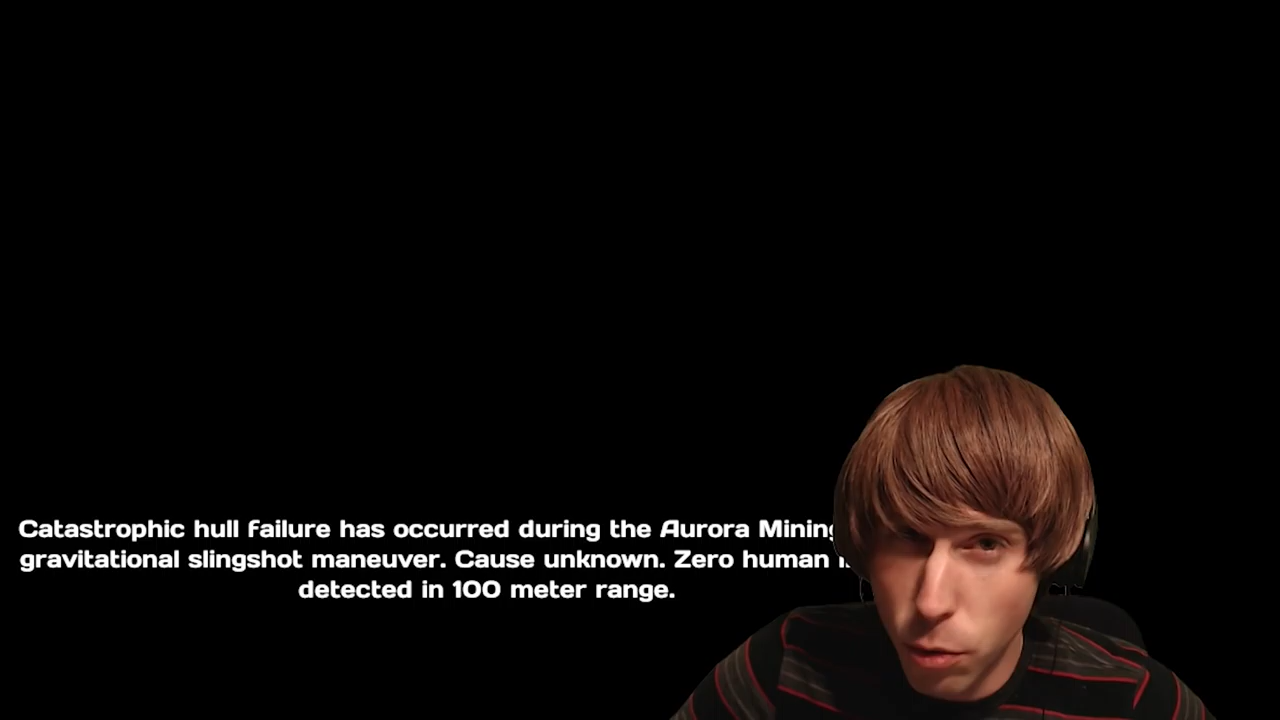 Catastrophic hull failure has occurred during the Aurora Mining
gravitational slingshot maneuver. Cause unknown. Zero human
detected in 100 meter range.